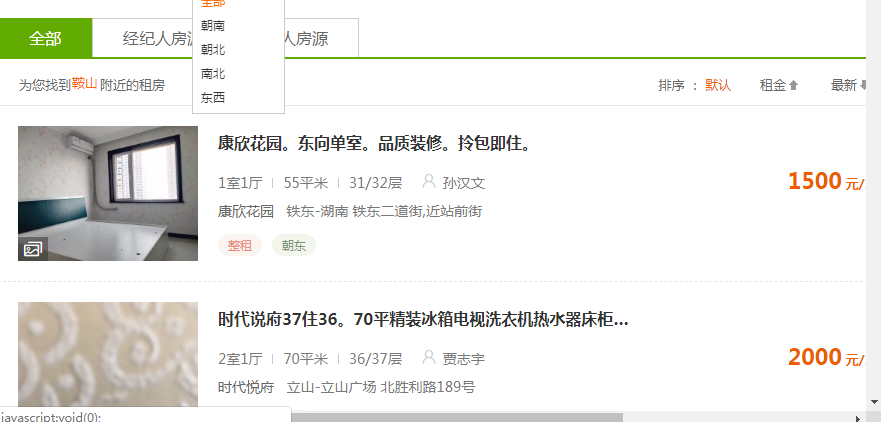 全部
朝南
朝北
南北
东西
全部
经纪人房源
人房源
为您找到鞍山附近的租房
排序 : 默认 租金 最新
康欣花园。东向单室。品质装修。拎包即住。
1室1厅 55平米 31/32层 孙汉文
1500 元/
康欣花园 铁东-湖南 铁东二道街,近站前街
整租 朝东
时代说府37住36。70平精装冰箱电视洗衣机热水器床柜...
2室1厅 70平米 36/37层 贾志宇
2000 元/
时代悦府 立山-立山广场 北胜利路189号
javascript:void(0);